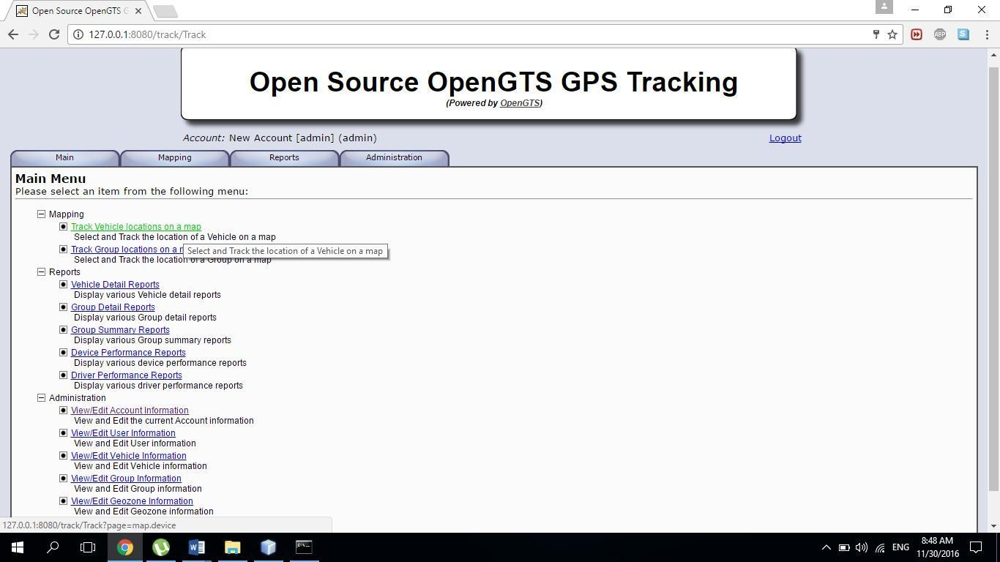 Open Source OpenGTS G
127.0.0.1:8080/track/Track
ABP
S
Open Source OpenGTS GPS Tracking
(Powered by OpenGTS)
Account: New Account [admin] (admin)
Logout
Main
Mapping
Reports
Administration
Main Menu
Please select an item from the following menu:
Mapping
Track Vehicle locations on a map
Select and Track the location of a Vehicle on a map
Track Group locations on a
Select and Track the location of a Vehicle on a map
Select and Track the location of a Group on a map
Reports
Vehicle Detail Reports
Display various Vehicle detail reports
Group Detail Reports
Display various Group detail reports
Group Summary Reports
Display various Group summary reports
Device Performance Reports
Display various device performance reports
Driver Performance Reports
Display various driver performance reports
Administration
View/Edit Account Information
View and Edit the current Account information
View/Edit User Information
View and Edit User information
View/Edit Vehicle Information
View and Edit Vehicle information
View/Edit Group Information
View and Edit Group information
View/Edit Geozone Information
View and Edit Geozone information
127.0.0.1:8080/track/Track?page=map.device
ENG
8:48 AM
11/30/2016